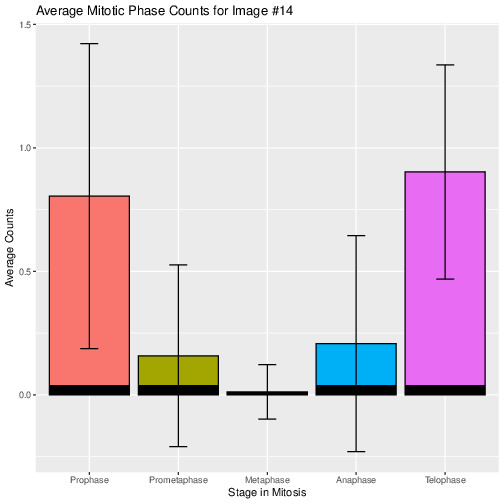 Average Mitotic Phase Counts for Image #14
Average Counts
1.5
1.0
0.5
0.0
Prophase Prometaphase Metaphase Anaphase Telophase
Stage in Mitosis